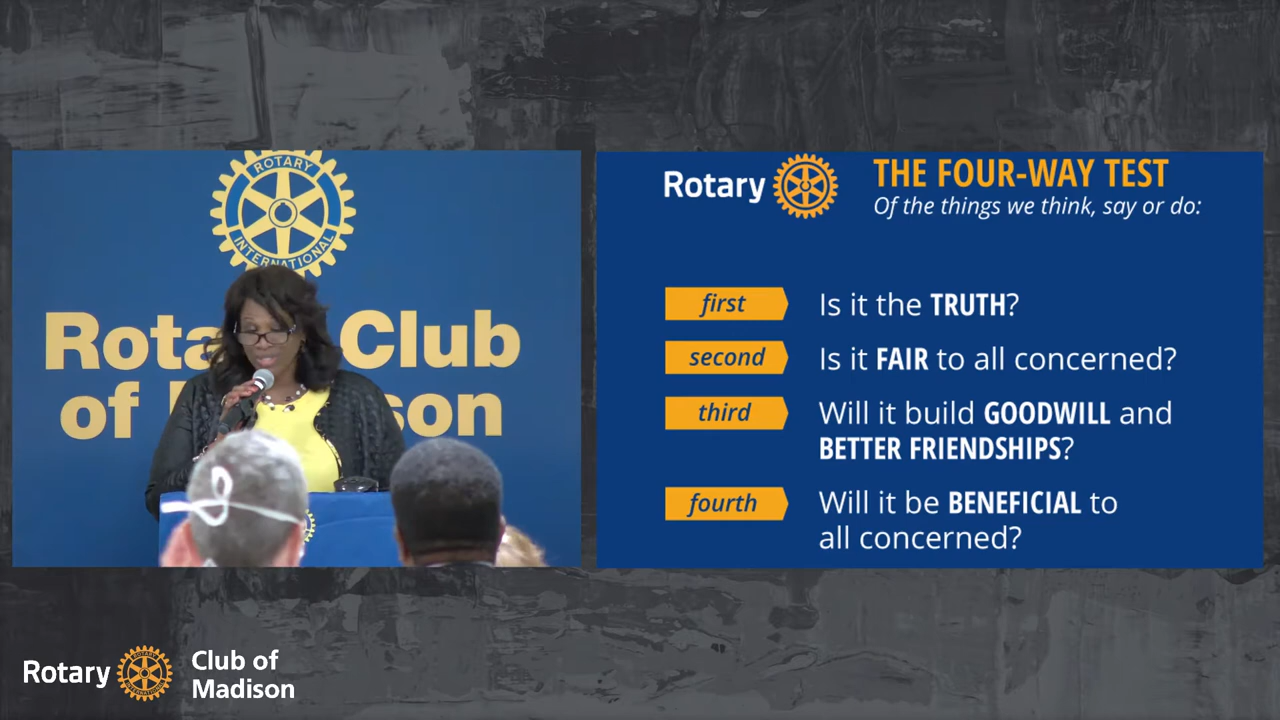 ROTARY
INTERNATIONAL
Club
of
son
Rotary
THE FOUR-WAY TEST
Of the things we think, say or do:
first
Is it the TRUTH?
second
Is it FAIR to all concerned?
third
Will it build GOODWILL and
BETTER FRIENDSHIPS?
fourth
Will it be BENEFICIAL to
all concerned?
Rotary
Club of
Madison